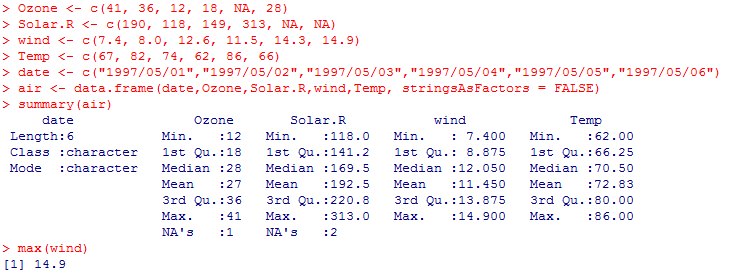 > Ozone <- c(41, 36, 12, 18, NA, 28)
> Solar.R <- c(190, 118, 149, 313, NA, NA)
> wind <- c(7.4, 8.0, 12.6, 11.5, 14.3, 14.9)
> Temp <- c(67, 82, 74, 62, 86, 66)
> date <- c("1997/05/01","1997/05/02","1997/05/03","1997/05/04","1997/05/05","1997/05/06")
> air <- data.frame(date,Ozone,Solar.R,wind,Temp, stringsAsFactors = FALSE)
> summary(air)
     date               Ozone       Solar.R           wind             Temp      
 Length:6           Min.   :12   Min.   :118.0   Min.   : 7.400   Min.   :62.00  
 Class :character   1st Qu.:18   1st Qu.:141.2   1st Qu.: 8.875   1st Qu.:66.25  
 Mode  :character   Median :28   Median :169.5   Median :12.050   Median :70.50  
                    Mean   :27   Mean   :192.5   Mean   :11.450   Mean   :72.83  
                    3rd Qu.:36   3rd Qu.:220.8   3rd Qu.:13.875   3rd Qu.:80.00  
                    Max.   :41   Max.   :313.0   Max.   :14.900   Max.   :86.00  
                    NA's   :1    NA's   :2                                       
> max(wind)
[1] 14.9